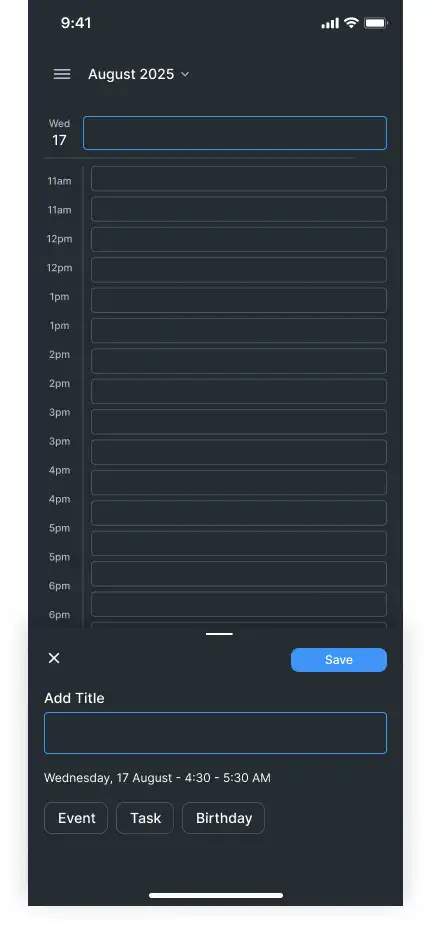 9:41
August 2025
Wed
17
11am
11am
12pm
12pm
1pm
1pm
2pm
2pm
3pm
3pm
4pm
4pm
5pm
5pm
6pm
6pm
Save
Add Title
Wednesday, 17 August - 4:30 - 5:30 AM
Event Task Birthday